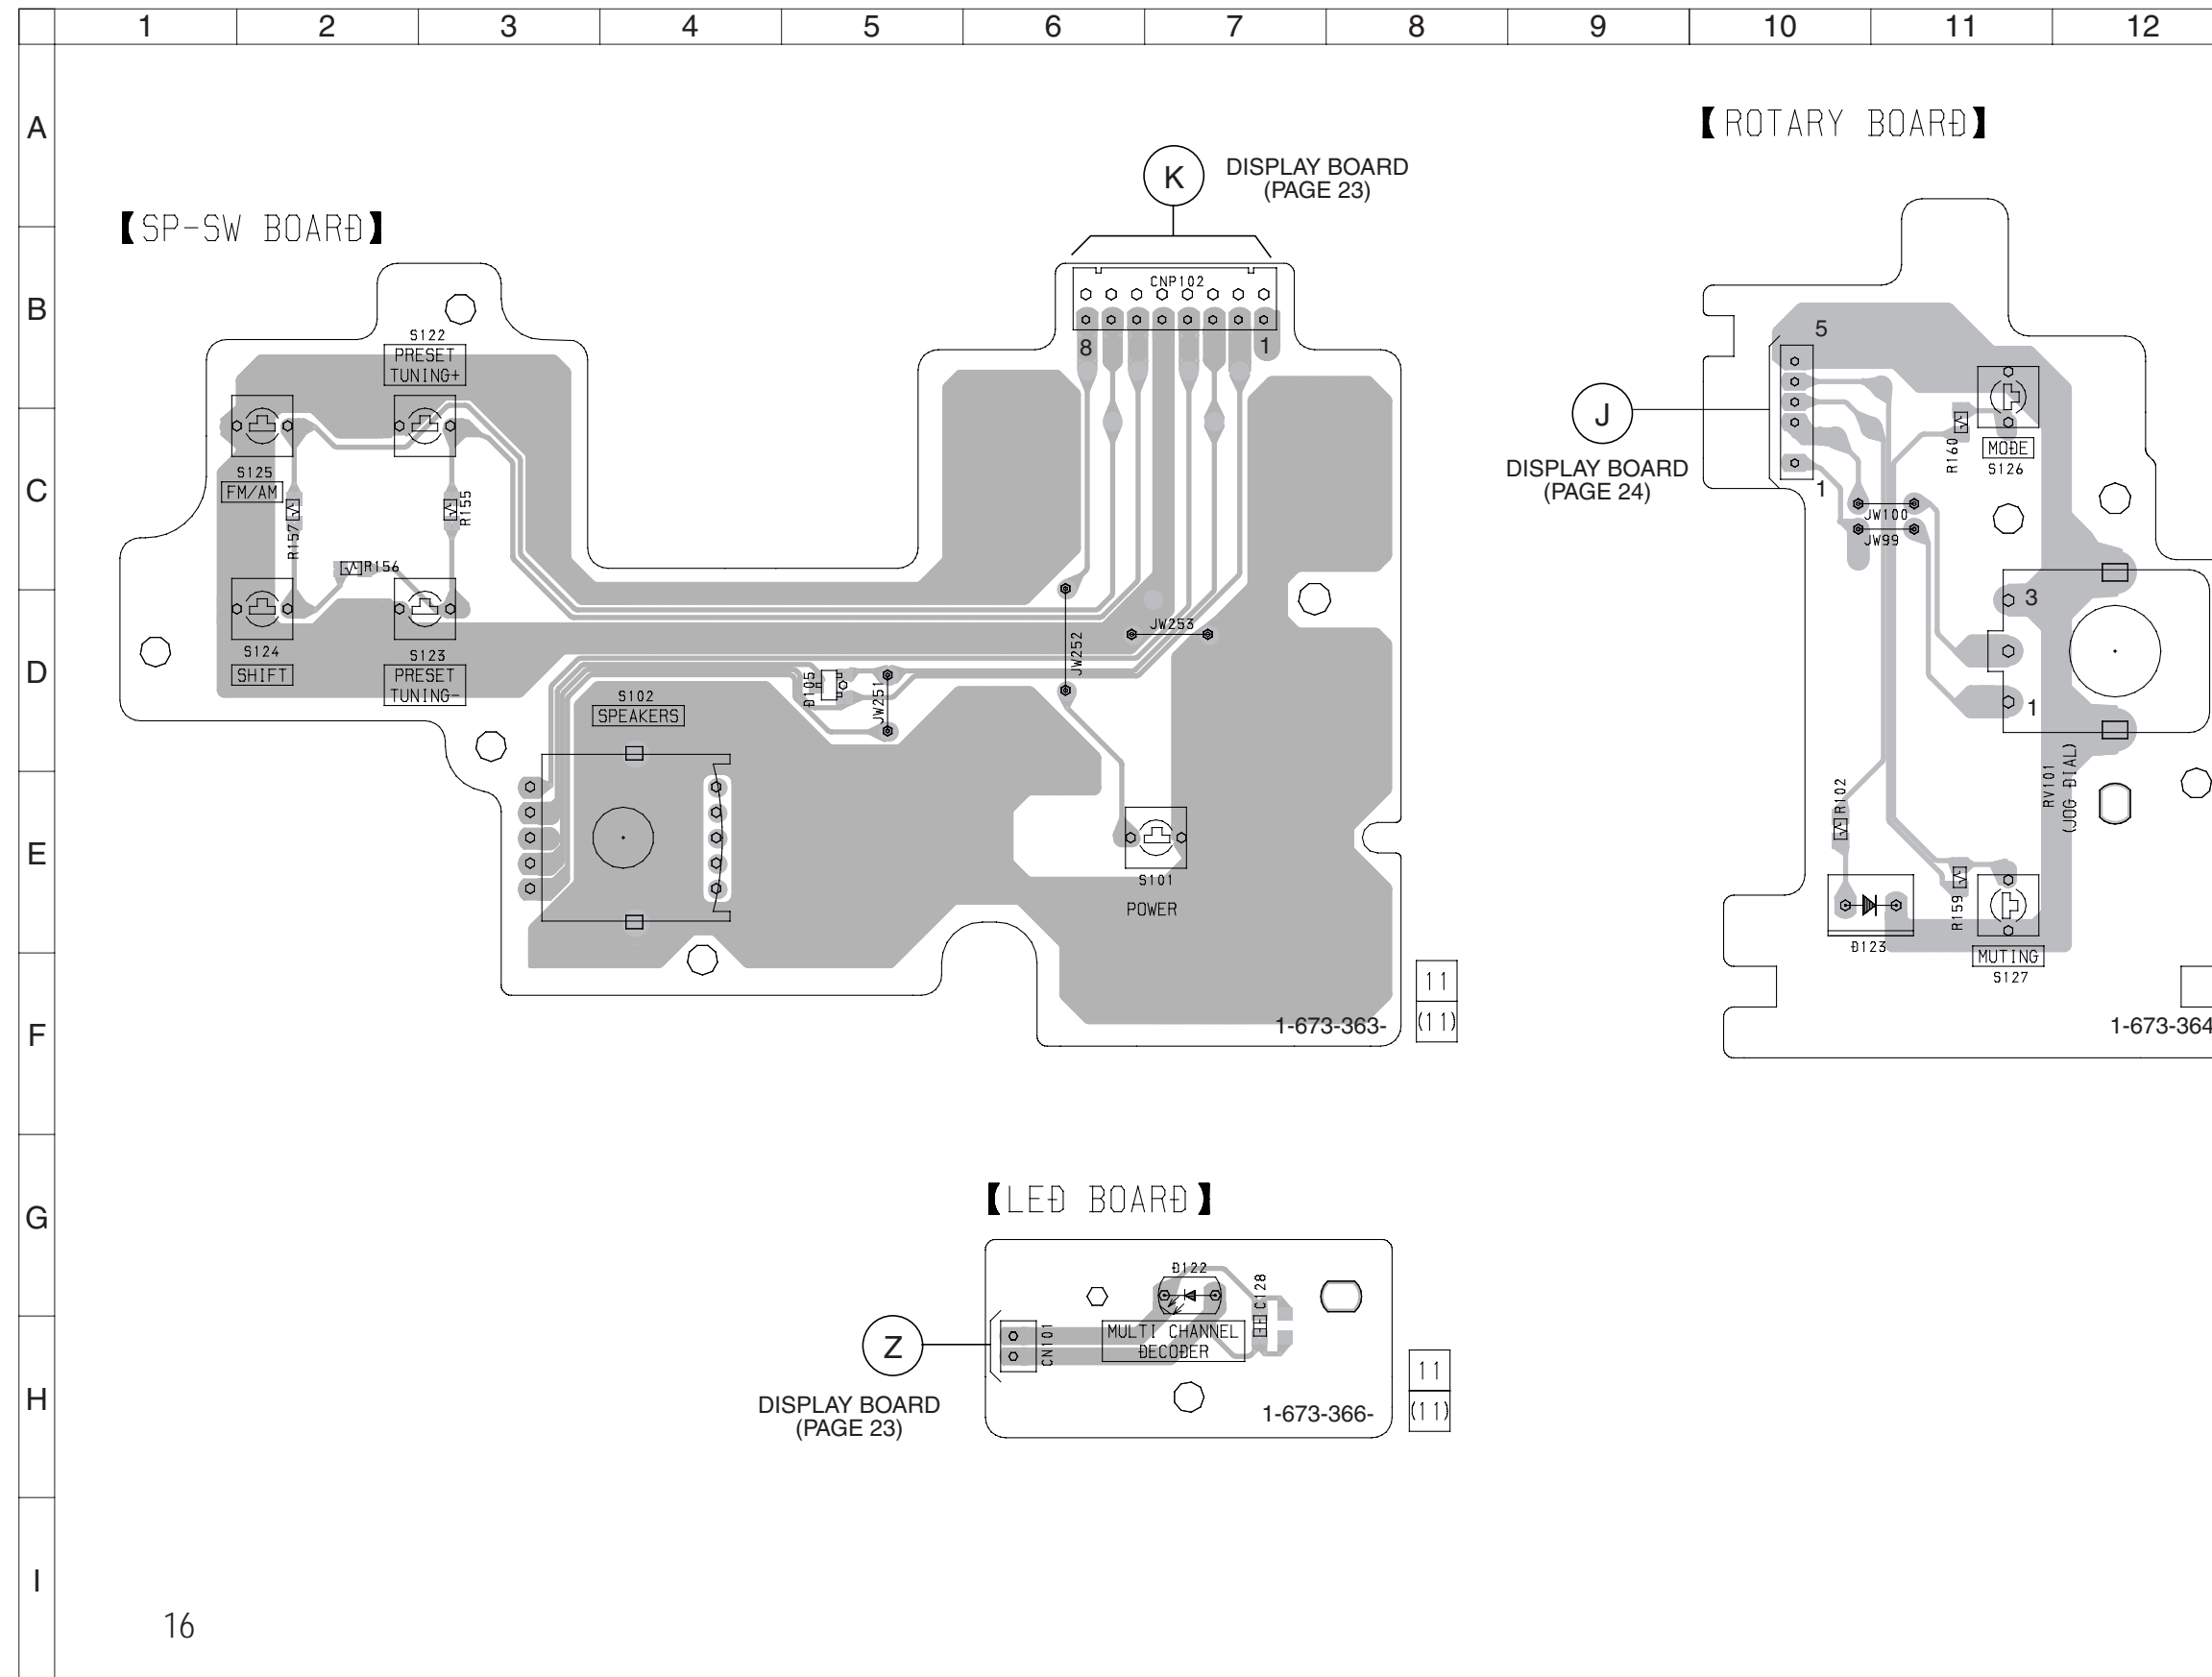 1 2 3 4 5 6 7 8 9 10 11 12
A
B
C
D
E
F
G
H
I
【ROTARY BOARD】
K
DISPLAY BOARD
(PAGE 23)
【SP-SW BOARD】
CNP102
8
1
S122
PRESET
TUNING+
S125
FM/AM
R157
R155
R156
S124
SHIFT
S123
PRESET
TUNING-
S102
SPEAKERS
D105
JW251
JW252
JW253
S101
POWER
1-673-363-
11
(11)
J
DISPLAY BOARD
(PAGE 24)
5
1
R160
MODE
S126
JW100
JW99
3
1
RV101
(JOG DIAL)
R102
D123
R159
MUTING
S127
1-673-364
【LED BOARD】
D122
C128
CN101
MULTI CHANNEL
DECODER
Z
DISPLAY BOARD
(PAGE 23)
1-673-366-
11
(11)
16